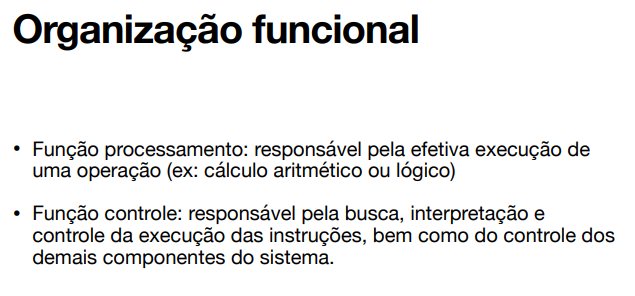 Organização funcional
• Função processamento: responsável pela efetiva execução de
uma operação (ex: cálculo aritmético ou lógico)
• Função controle: responsável pela busca, interpretação e
controle da execução das instruções, bem como do controle dos
demais componentes do sistema.